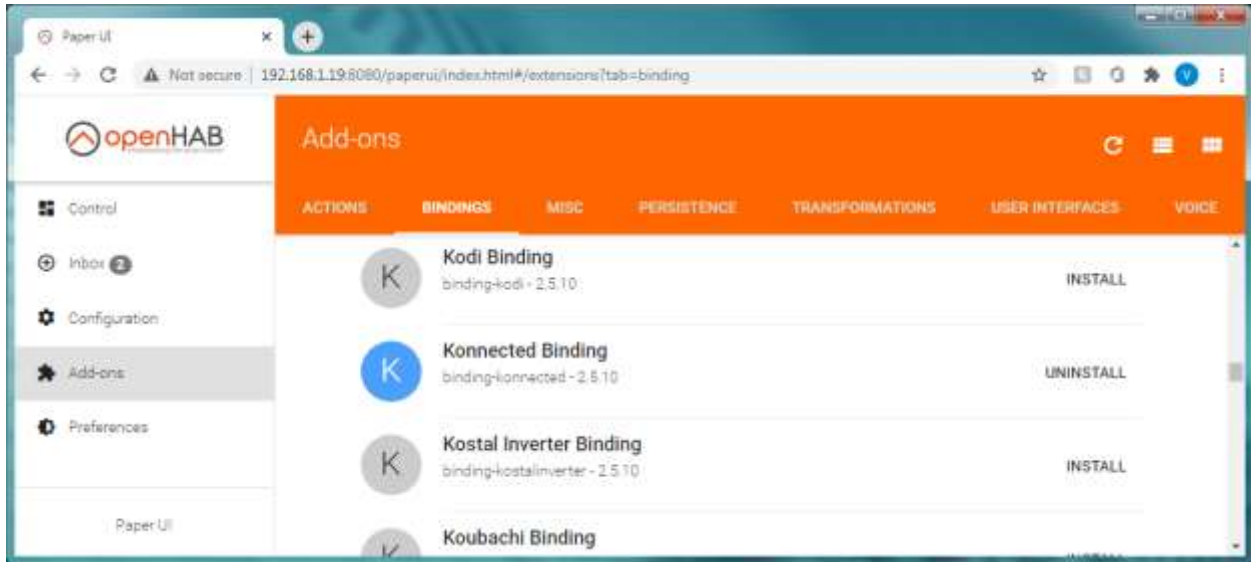 Paper UI
Not secure | 192.168.1.19:8080/paperui/index.html#/extensions?tab=binding
V
openHAB
Add-ons
ACTIONS BINDINGS MISC PERSISTENCE TRANSFORMATIONS USER INTERFACES VOICE
Control
Inbox 2
Configuration
Add-ons
Preferences
Paper UI
K
Kodi Binding
binding-kodi - 2.5.10
INSTALL
K
Konnected Binding
binding-konnected - 2.5.10
UNINSTALL
K
Kostal Inverter Binding
binding-kostalinverter - 2.5.10
INSTALL
K
Koubachi Binding
INSTALL